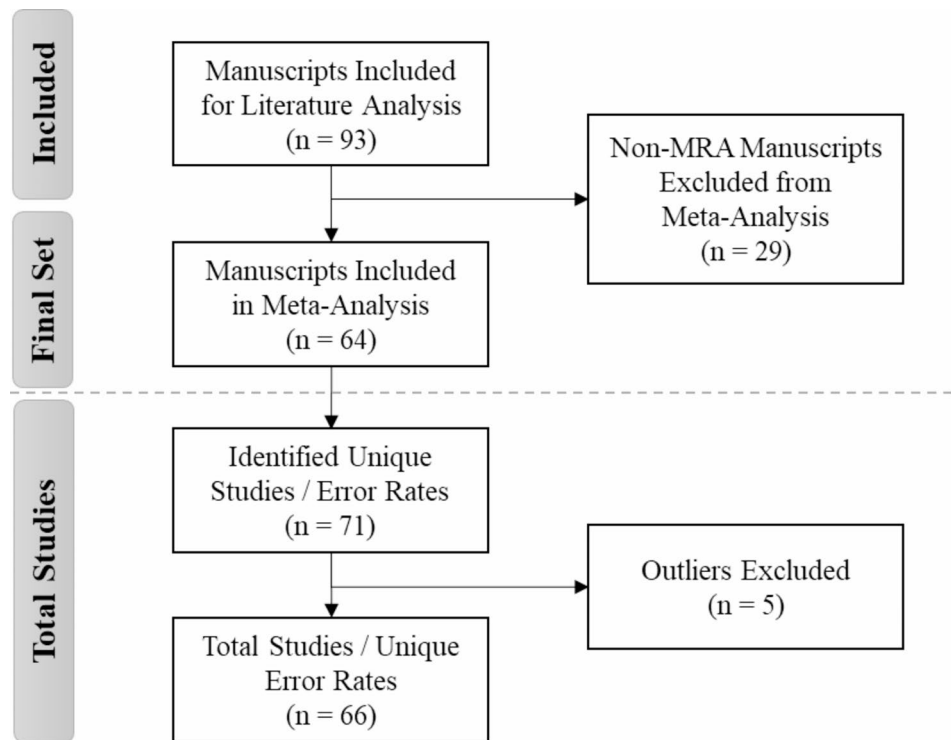 Included
Manuscripts Included
for Literature Analysis
(n = 93)
Non-MRA Manuscripts
Excluded from
Meta-Analysis
(n = 29)
Final Set
Manuscripts Included
in Meta-Analysis
(n = 64)
Total Studies
Identified Unique
Studies / Error Rates
(n = 71)
Outliers Excluded
(n = 5)
Total Studies / Unique
Error Rates
(n = 66)